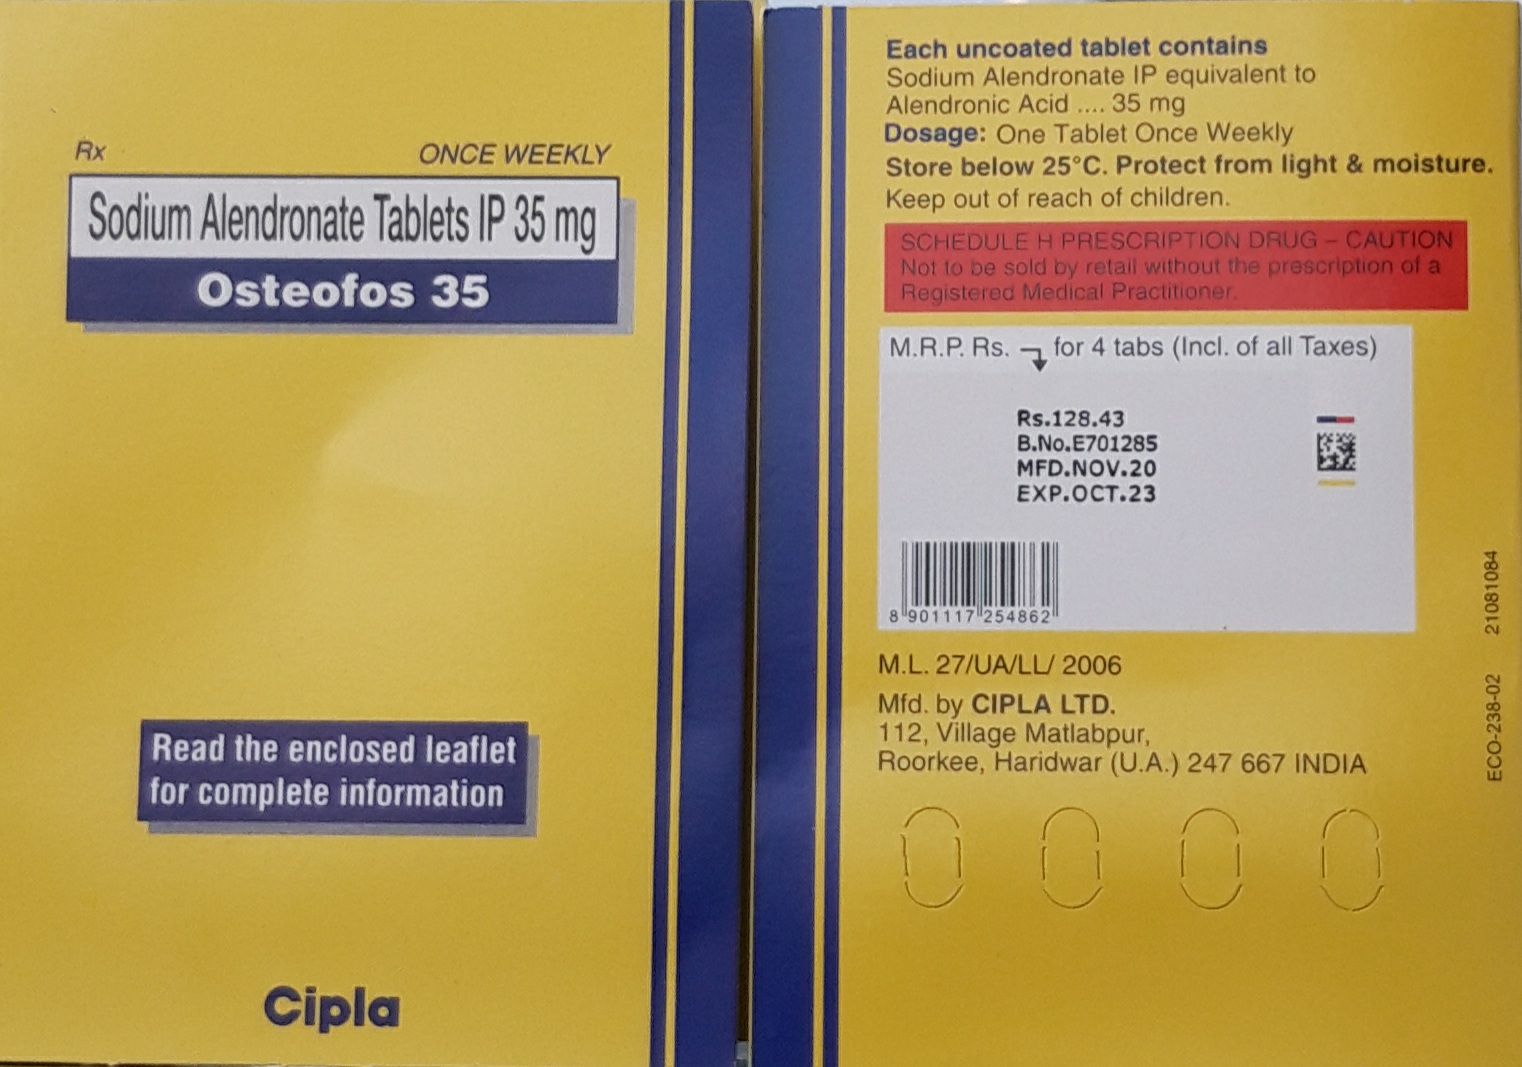 Rx
ONCE WEEKLY
Sodium Alendronate Tablets IP 35 mg
Osteofos 35
Read the enclosed leaflet
for complete information
Cipla
Each uncoated tablet contains
Sodium Alendronate IP equivalent to
Alendronic Acid .... 35 mg
Dosage: One Tablet Once Weekly
Store below 25°C. Protect from light & moisture.
Keep out of reach of children.
SCHEDULE H PRESCRIPTION DRUG – CAUTION
Not to be sold by retail without the prescription of a
Registered Medical Practitioner.
M.R.P. Rs. for 4 tabs (Incl. of all Taxes)
Rs.128.43
B.No.E701285
MFD.NOV.20
EXP.OCT.23
8 901117 254862
M.L. 27/UA/LL/ 2006
Mfd. by CIPLA LTD.
112, Village Matlabpur,
Roorkee, Haridwar (U.A.) 247 667 INDIA
ECO-238-02 21081084